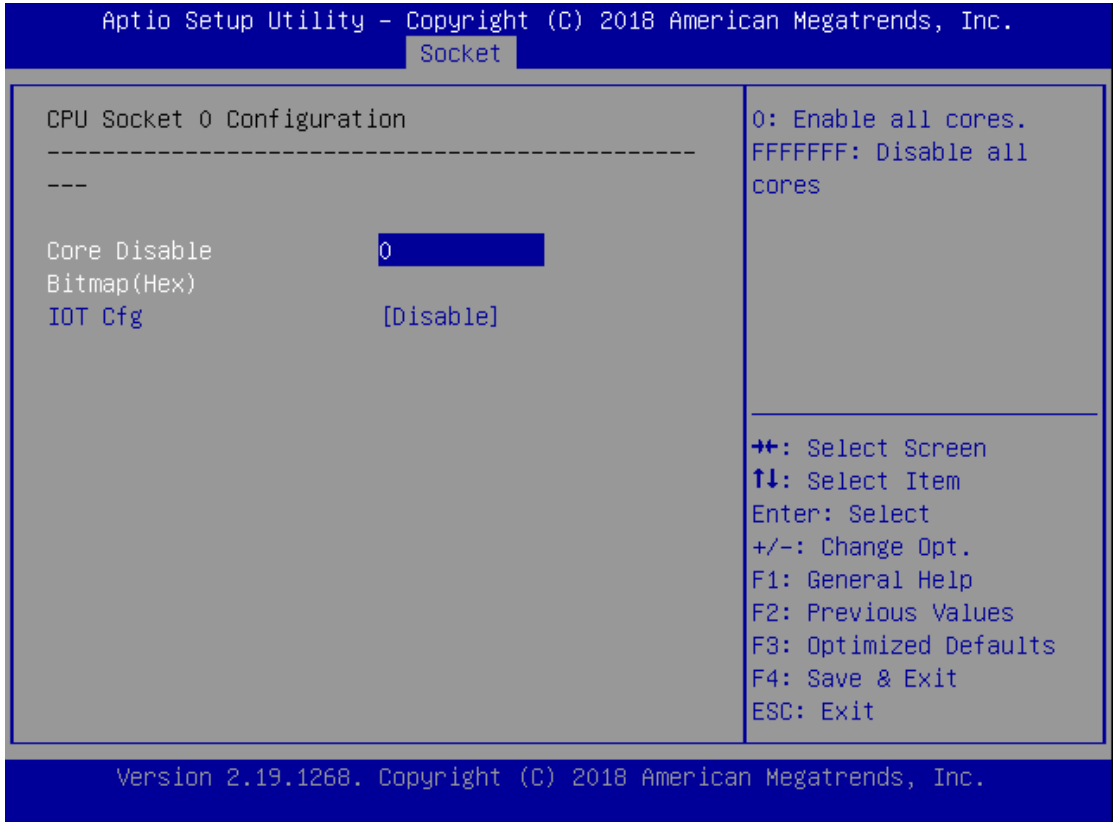 Aptio Setup Utility – Copyright (C) 2018 American Megatrends, Inc.
Socket
CPU Socket 0 Configuration
-----------------------------------------------
---
Core Disable 0
Bitmap(Hex)
IOT Cfg [Disable]
0: Enable all cores.
FFFFFFF: Disable all
cores
→←: Select Screen
↑↓: Select Item
Enter: Select
+/-: Change Opt.
F1: General Help
F2: Previous Values
F3: Optimized Defaults
F4: Save & Exit
ESC: Exit
Version 2.19.1268. Copyright (C) 2018 American Megatrends, Inc.